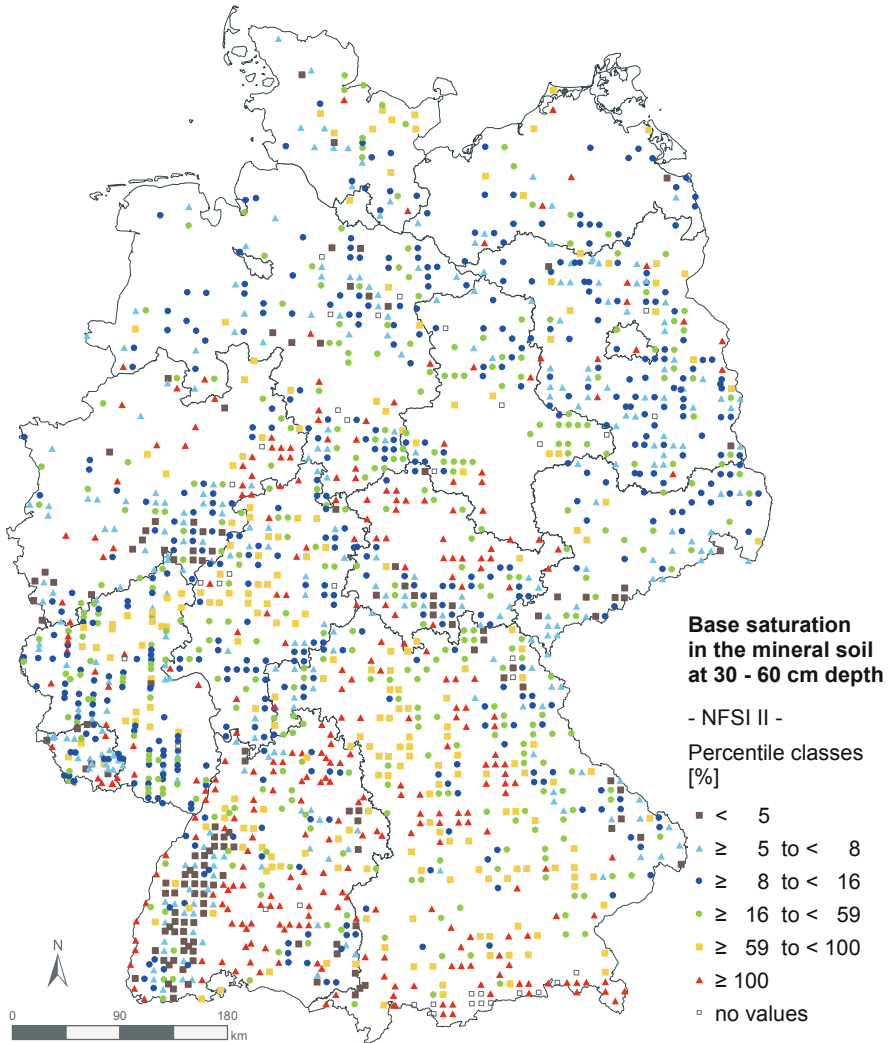 Base saturation
in the mineral soil
at 30 - 60 cm depth
- NFSI II -
Percentile classes
[%]
< 5
≥ 5 to < 8
≥ 8 to < 16
≥ 16 to < 59
≥ 59 to < 100
≥ 100
no values
N
0 90 180
km